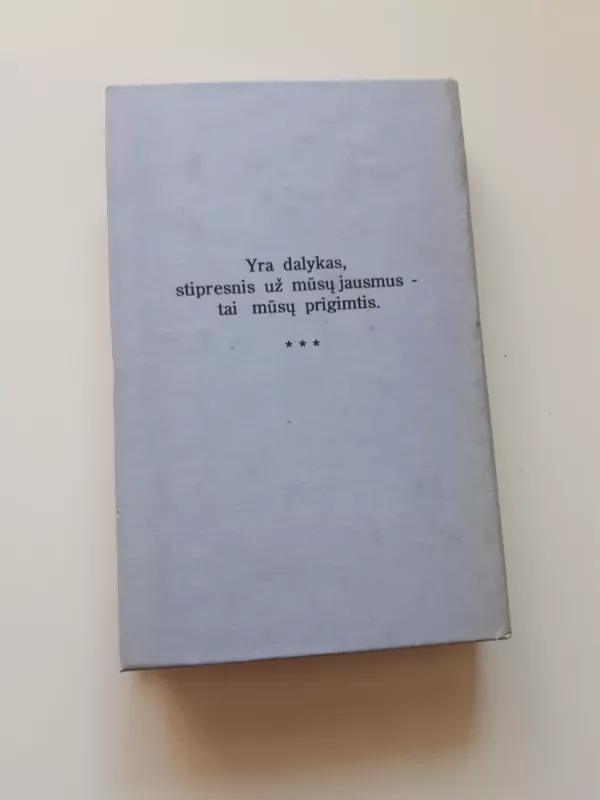 Yra dalykas,
stipresnis už mūsų jausmus -
tai mūsų prigimtis.
* * *